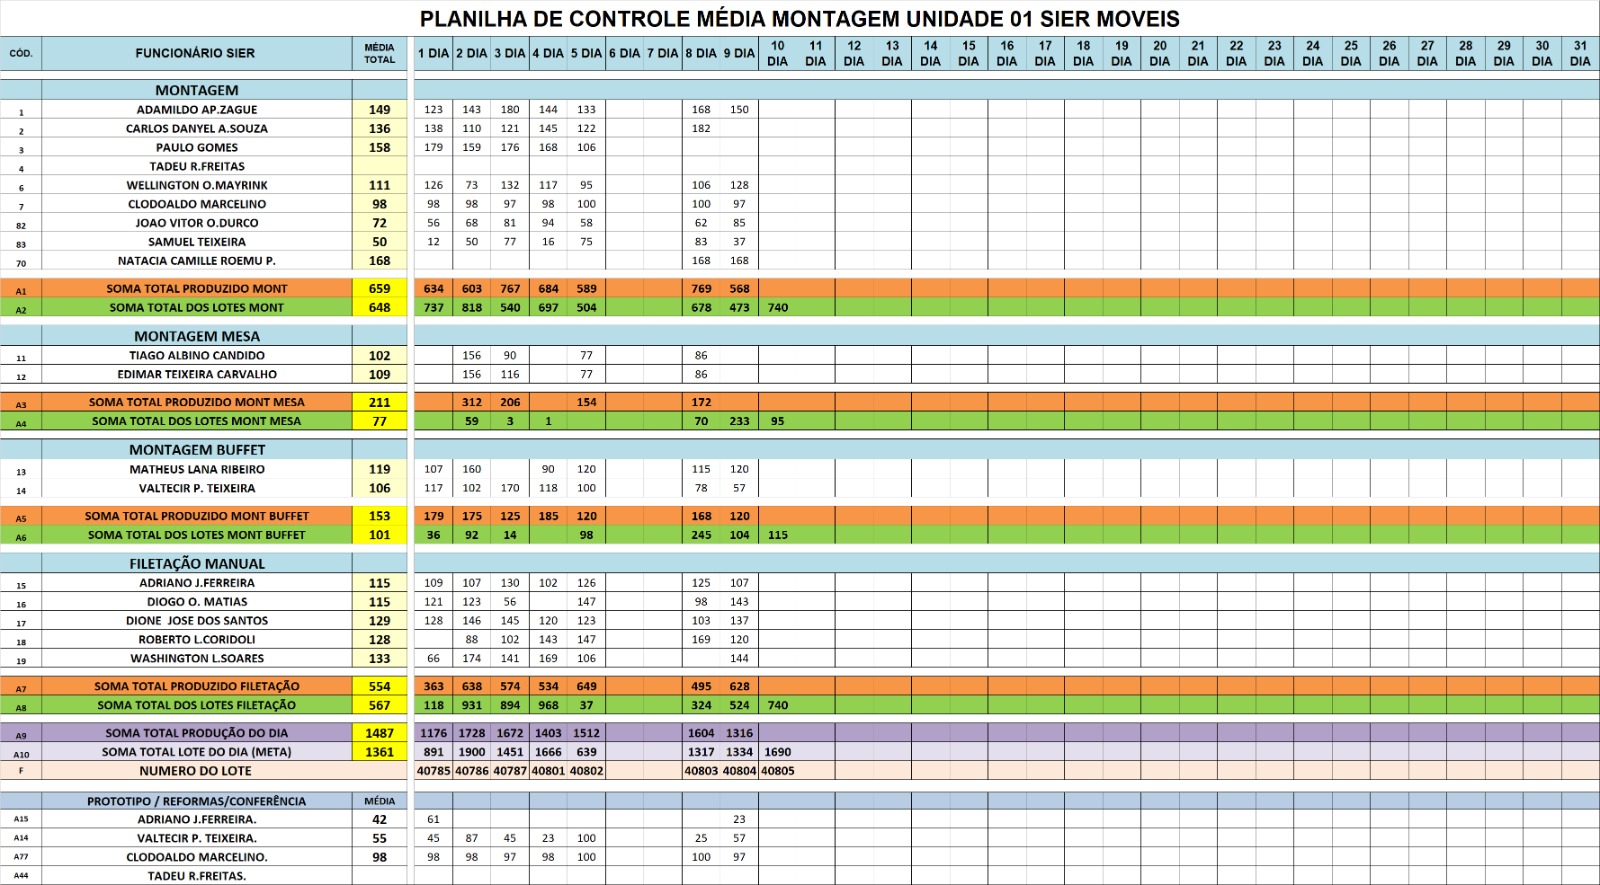 PLANILHA DE CONTROLE MÉDIA MONTAGEM UNIDADE 01 SIER MOVEIS
CÓD. FUNCIONÁRIO SIER MÉDIA TOTAL 1 DIA 2 DIA 3 DIA 4 DIA 5 DIA 6 DIA 7 DIA 8 DIA 9 DIA 10 DIA 11 DIA 12 DIA 13 DIA 14 DIA 15 DIA 16 DIA 17 DIA 18 DIA 19 DIA 20 DIA 21 DIA 22 DIA 23 DIA 24 DIA 25 DIA 26 DIA 27 DIA 28 DIA 29 DIA 30 DIA 31 DIA
MONTAGEM
1 ADAMILDO AP.ZAGUE 149 123 143 180 144 133 168 150
2 CARLOS DANYEL A.SOUZA 136 138 110 121 145 122 182
3 PAULO GOMES 158 179 159 176 168 106
4 TADEU R.FREITAS
6 WELLINGTON O.MAYRINK 111 126 73 132 117 95 106 128
7 CLODOALDO MARCELINO 98 98 98 97 98 100 100 97
82 JOAO VITOR O.DURCO 72 56 68 81 94 58 62 85
83 SAMUEL TEIXEIRA 50 12 50 77 16 75 83 37
70 NATACIA CAMILLE ROEMU P. 168 168 168
A1 SOMA TOTAL PRODUZIDO MONT 659 634 603 767 684 589 769 568
A2 SOMA TOTAL DOS LOTES MONT 648 737 818 540 697 504 678 473 740
MONTAGEM MESA
11 TIAGO ALBINO CANDIDO 102 156 90 77 86
12 EDIMAR TEIXEIRA CARVALHO 109 156 116 77 86
A3 SOMA TOTAL PRODUZIDO MONT MESA 211 312 206 154 172
A4 SOMA TOTAL DOS LOTES MONT MESA 77 59 3 1 70 233 95
MONTAGEM BUFFET
13 MATHEUS LANA RIBEIRO 119 107 160 90 120 115 120
14 VALTECIR P. TEIXEIRA 106 117 102 170 118 100 78 57
A5 SOMA TOTAL PRODUZIDO MONT BUFFET 153 179 175 125 185 120 168 120
A6 SOMA TOTAL DOS LOTES MONT BUFFET 101 36 92 14 98 245 104 115
FILETAÇÃO MANUAL
15 ADRIANO J.FERREIRA 115 109 107 130 102 126 125 107
16 DIOGO O. MATIAS 115 121 123 56 147 98 143
17 DIONE JOSE DOS SANTOS 129 128 146 145 120 123 103 137
18 ROBERTO L.CORIDOLI 128 88 102 143 147 169 120
19 WASHINGTON L.SOARES 133 66 174 141 169 106 144
A7 SOMA TOTAL PRODUZIDO FILETAÇÃO 554 363 638 574 534 649 495 628
A8 SOMA TOTAL DOS LOTES FILETAÇÃO 567 118 931 894 968 37 324 524 740
A9 SOMA TOTAL PRODUÇÃO DO DIA 1487 1176 1728 1672 1403 1512 1604 1316
A10 SOMA TOTAL LOTE DO DIA (META) 1361 891 1900 1451 1666 639 1317 1334 1690
F NUMERO DO LOTE 40785 40786 40787 40801 40802 40803 40804 40805
PROTOTIPO / REFORMAS/CONFERÊNCIA MÉDIA
A15 ADRIANO J.FERREIRA. 42 61 23
A14 VALTECIR P. TEIXEIRA. 55 45 87 45 23 100 25 57
A77 CLODOALDO MARCELINO. 98 98 98 97 98 100 100 97
A44 TADEU R.FREITAS.